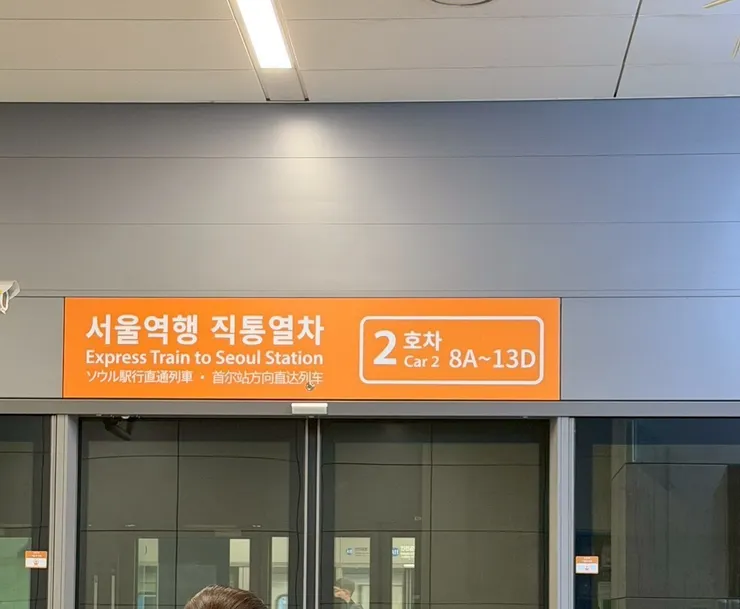 서울역행 직통열차
Express Train to Seoul Station
ソウル駅行直通列車 • 首尔站方向直达列车
2 호차
Car 2 8A~13D